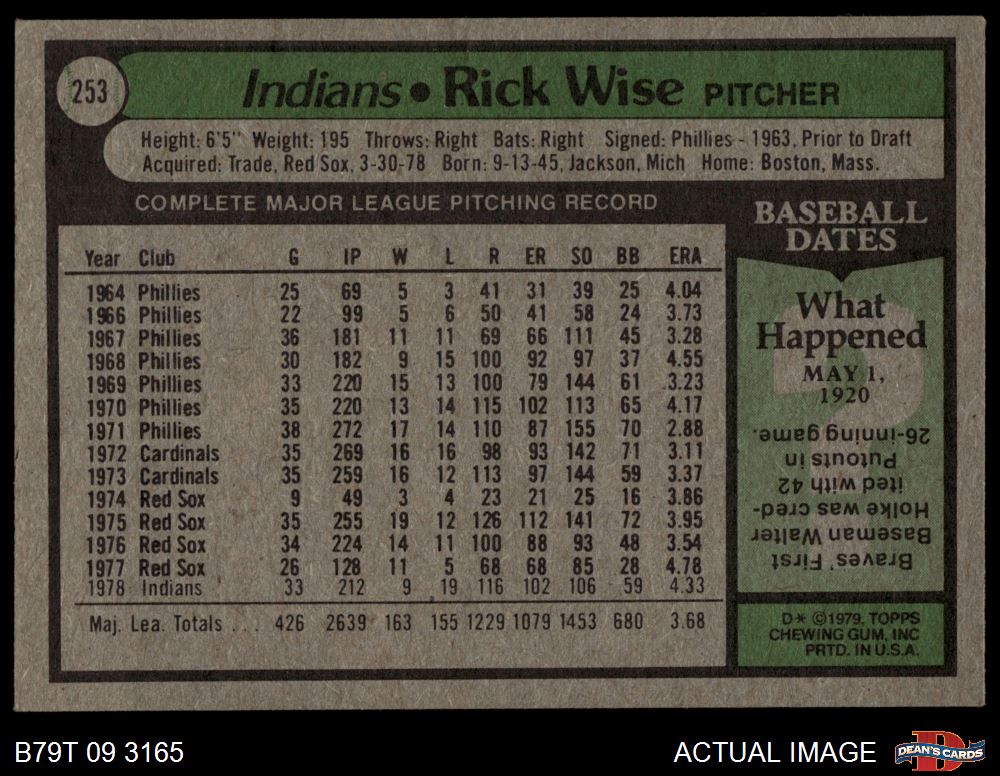 253
Indians • Rick Wise PITCHER
Height: 6'5" Weight: 195 Throws: Right Bats: Right Signed: Phillies - 1963, Prior to Draft
Acquired: Trade, Red Sox, 3-30-78 Born: 9-13-45, Jackson, Mich Home: Boston, Mass.
COMPLETE MAJOR LEAGUE PITCHING RECORD
Year Club G IP W L R ER SO BB ERA
1964 Phillies 25 69 5 3 41 31 39 25 4.04
1966 Phillies 22 99 5 6 50 41 58 24 3.73
1967 Phillies 36 181 11 11 69 66 111 45 3.28
1968 Phillies 30 182 9 15 100 92 97 37 4.55
1969 Phillies 33 220 15 13 100 79 144 61 3.23
1970 Phillies 35 220 13 14 115 102 113 65 4.17
1971 Phillies 38 272 17 14 110 87 155 70 2.88
1972 Cardinals 35 269 16 16 98 93 142 71 3.11
1973 Cardinals 35 259 16 12 113 97 144 59 3.37
1974 Red Sox 9 49 3 4 23 21 25 16 3.86
1975 Red Sox 35 255 19 12 126 112 141 72 3.95
1976 Red Sox 34 224 14 11 100 88 93 48 3.54
1977 Red Sox 26 128 11 5 68 68 85 28 4.78
1978 Indians 33 212 9 19 116 102 106 59 4.33
Maj. Lea. Totals . . . 426 2639 163 155 1229 1079 1453 680 3.68
BASEBALL
DATES
What
Happened
MAY 1,
1920
Braves' First
Baseman Walter
Holke was cred-
ited with 42
Putouts in
26-inning game.
D* ©1979, TOPPS
CHEWING GUM, INC
PRTD. IN U.S.A.
B79T 09 3165
ACTUAL IMAGE
DEAN'S CARDS